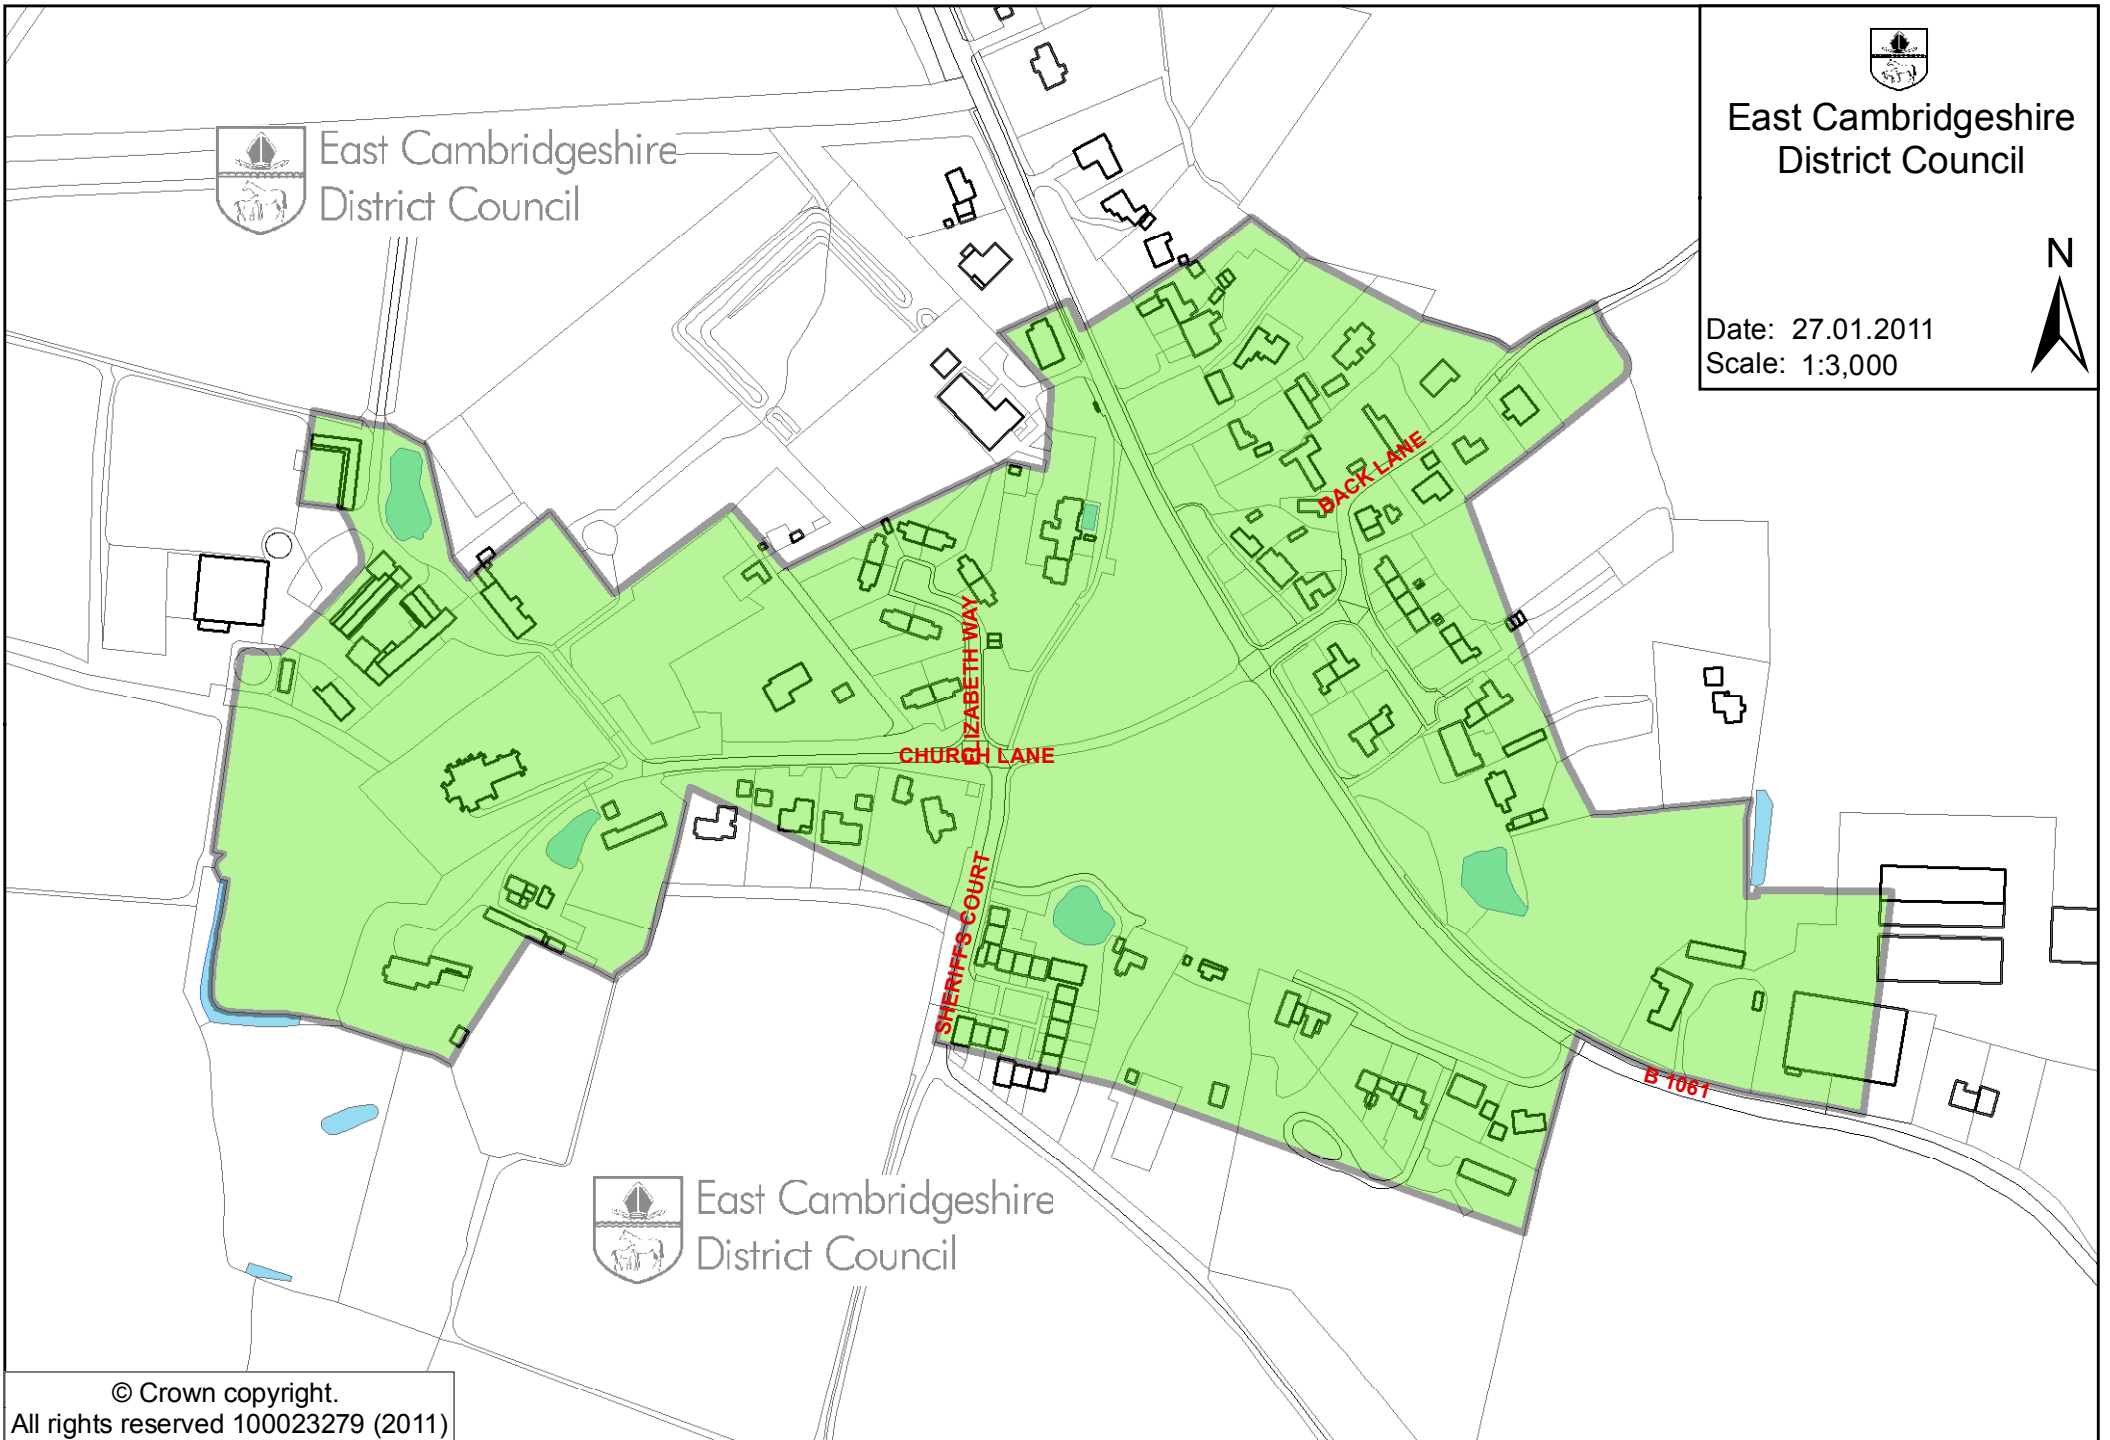 East Cambridgeshire
District Council
N
Date: 27.01.2011
Scale: 1:3,000
East Cambridgeshire
District Council
BACK LANE
ELIZABETH WAY
CHURCH LANE
SHERIFFS COURT
B 1061
East Cambridgeshire
District Council
© Crown copyright.
All rights reserved 100023279 (2011)